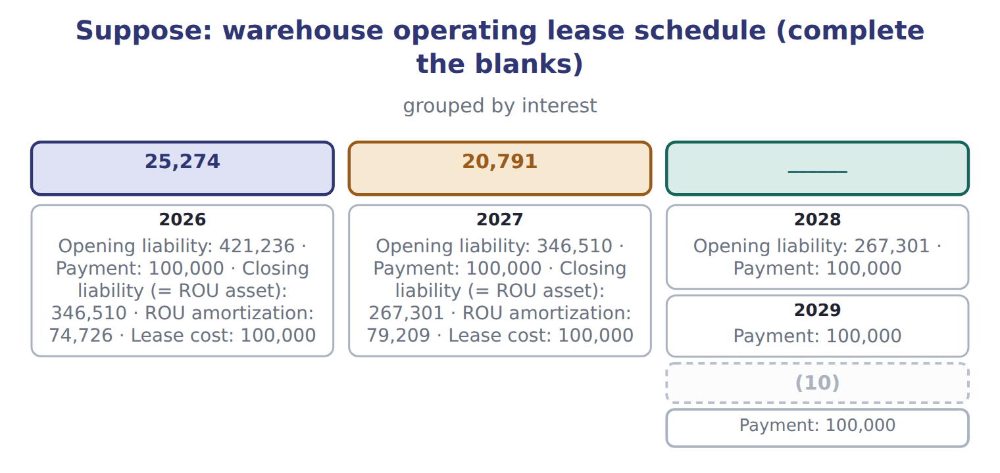 Suppose: warehouse operating lease schedule (complete
the blanks)
grouped by interest
25,274
2026
Opening liability: 421,236 ·
Payment: 100,000 · Closing
liability (= ROU asset):
346,510 · ROU amortization:
74,726 · Lease cost: 100,000
20,791
2027
Opening liability: 346,510 ·
Payment: 100,000 · Closing
liability (= ROU asset):
267,301 · ROU amortization:
79,209 · Lease cost: 100,000
______
2028
Opening liability: 267,301 ·
Payment: 100,000
2029
Payment: 100,000
(10)
Payment: 100,000